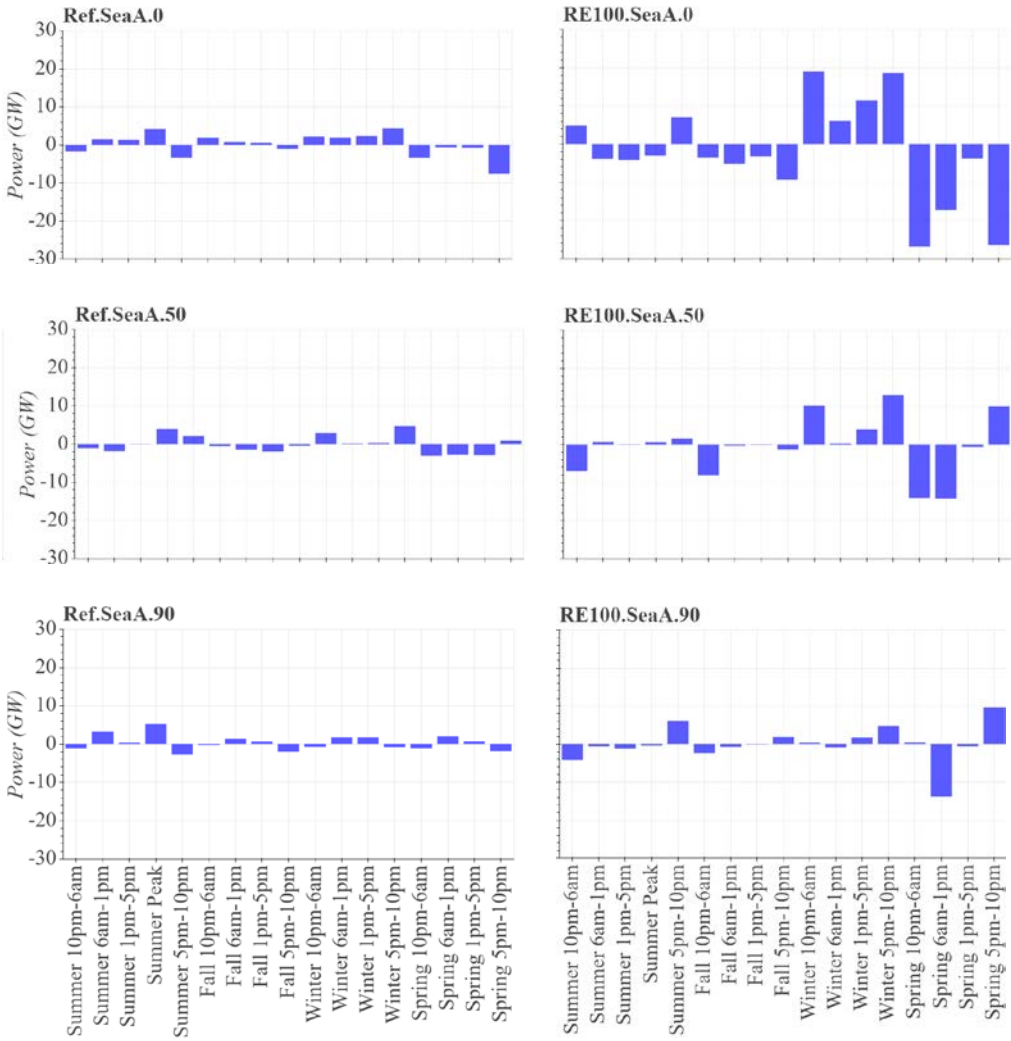 Ref.SeaA.0
30
20
10
0
-10
-20
-30
Power (GW)
RE100.SeaA.0
Ref.SeaA.50
30
20
10
0
-10
-20
-30
Power (GW)
RE100.SeaA.50
Ref.SeaA.90
30
20
10
0
-10
-20
-30
Power (GW)
RE100.SeaA.90
Summer 10pm-6am
Summer 6am-1pm
Summer 1pm-5pm
Summer Peak
Summer 5pm-10pm
Fall 10pm-6am
Fall 6am-1pm
Fall 1pm-5pm
Fall 5pm-10pm
Winter 10pm-6am
Winter 6am-1pm
Winter 1pm-5pm
Winter 5pm-10pm
Spring 10pm-6am
Spring 6am-1pm
Spring 1pm-5pm
Spring 5pm-10pm
Summer 10pm-6am
Summer 6am-1pm
Summer 1pm-5pm
Summer Peak
Summer 5pm-10pm
Fall 10pm-6am
Fall 6am-1pm
Fall 1pm-5pm
Fall 5pm-10pm
Winter 10pm-6am
Winter 6am-1pm
Winter 1pm-5pm
Winter 5pm-10pm
Spring 10pm-6am
Spring 6am-1pm
Spring 1pm-5pm
Spring 5pm-10pm